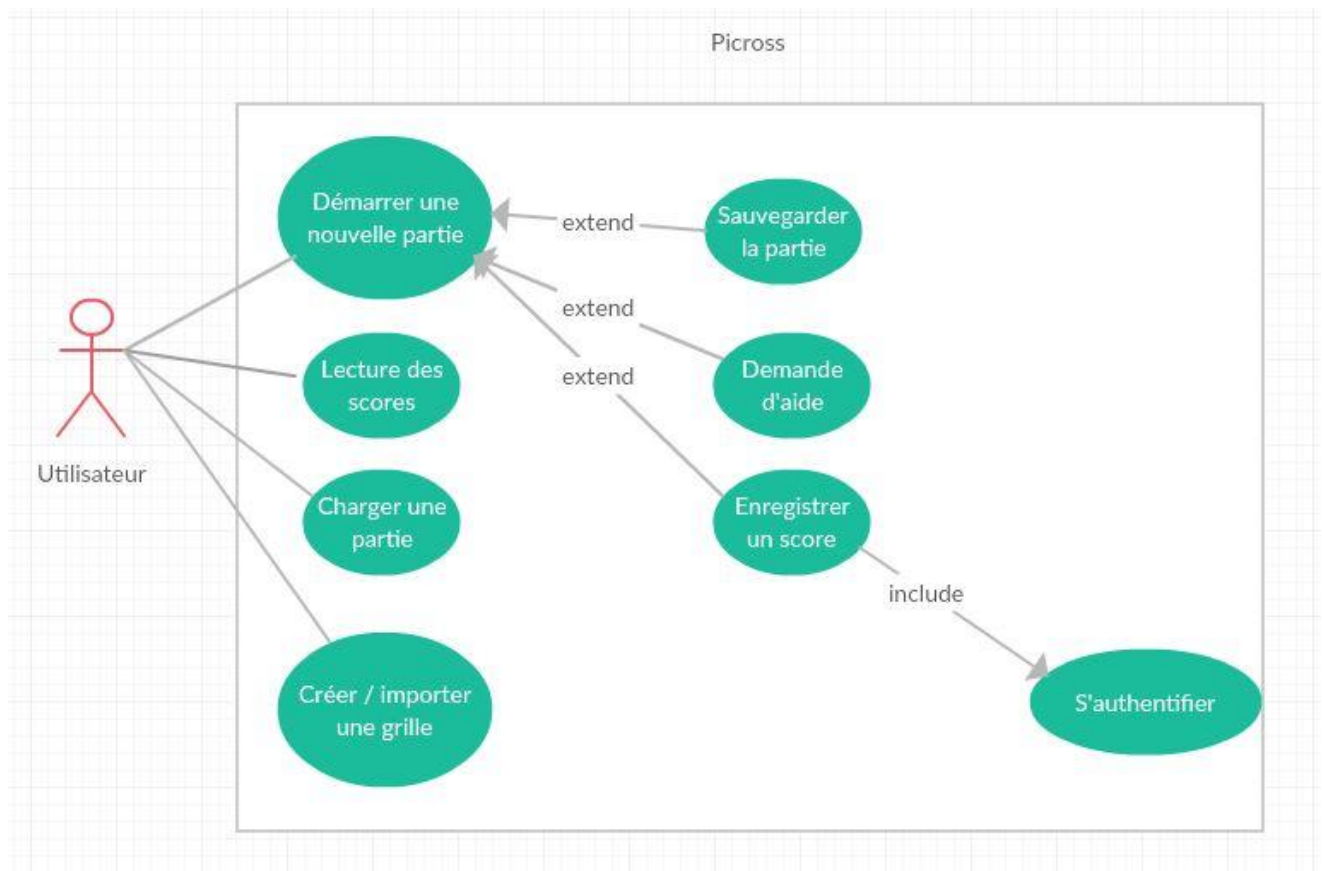 Picross
Démarrer une
nouvelle partie
extend
Sauvegarder
la partie
extend
Lecture des
scores
extend
Demande
d'aide
Utilisateur
Charger une
partie
Enregistrer
un score
include
Créer / importer
une grille
S'authentifier